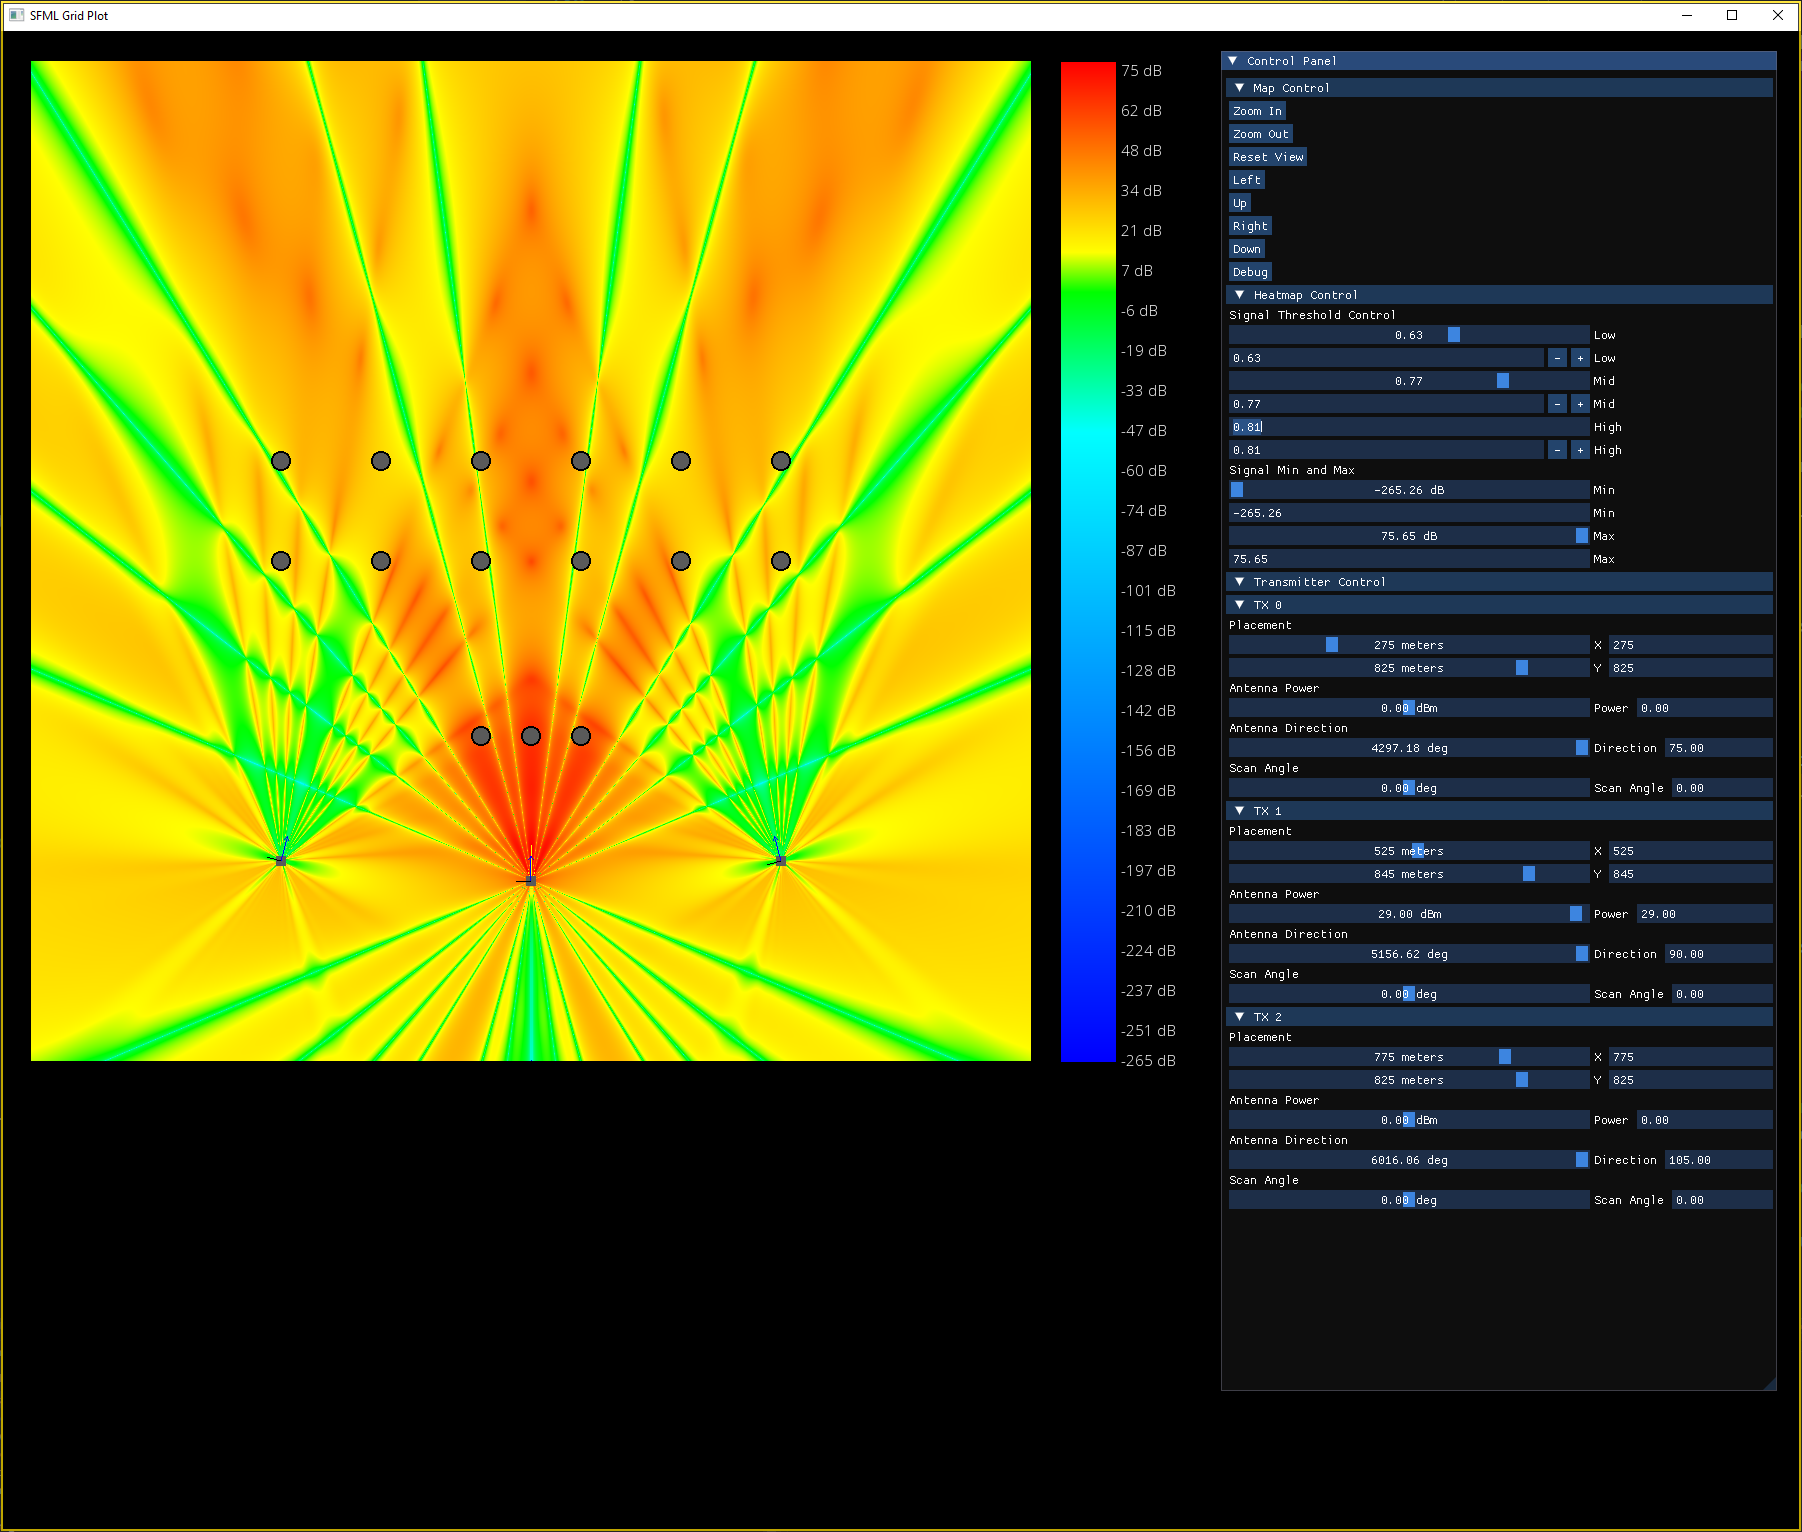 SFML Grid Plot
75 dB
62 dB
48 dB
34 dB
21 dB
7 dB
-6 dB
-19 dB
-33 dB
-47 dB
-60 dB
-74 dB
-87 dB
-101 dB
-115 dB
-128 dB
-142 dB
-156 dB
-169 dB
-183 dB
-197 dB
-210 dB
-224 dB
-237 dB
-251 dB
-265 dB
Control Panel
Map Control
Zoom In
Zoom Out
Reset View
Left
Up
Right
Down
Debug
Heatmap Control
Signal Threshold Control
0.63 Low
0.63 - + Low
0.77 Mid
0.77 - + Mid
0.81 High
0.81 - + High
Signal Min and Max
-265.26 dB Min
-265.26 Min
75.65 dB Max
75.65 Max
Transmitter Control
TX 0
Placement
275 meters X 275
825 meters Y 825
Antenna Power
0.00 dBm Power 0.00
Antenna Direction
4297.18 deg Direction 75.00
Scan Angle
0.00 deg Scan Angle 0.00
TX 1
Placement
525 meters X 525
845 meters Y 845
Antenna Power
29.00 dBm Power 29.00
Antenna Direction
5156.62 deg Direction 90.00
Scan Angle
0.00 deg Scan Angle 0.00
TX 2
Placement
775 meters X 775
825 meters Y 825
Antenna Power
0.00 dBm Power 0.00
Antenna Direction
6016.06 deg Direction 105.00
Scan Angle
0.00 deg Scan Angle 0.00